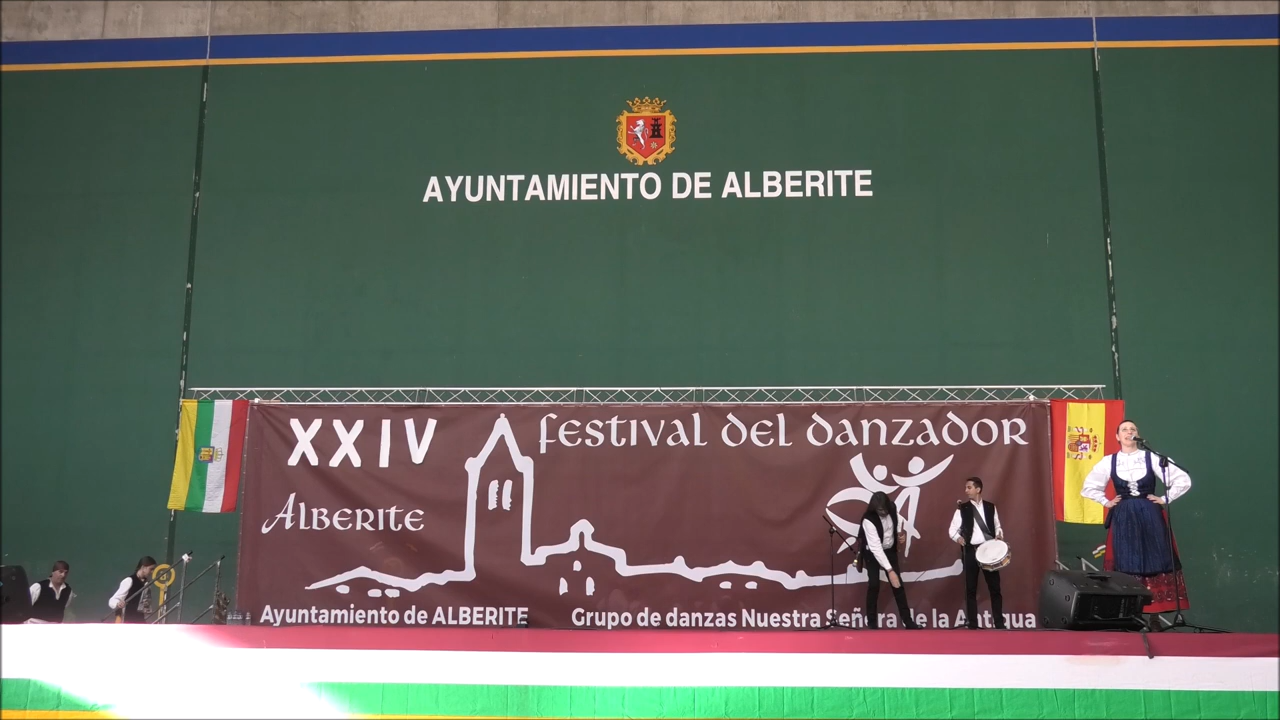 AYUNTAMIENTO DE ALBERITE
XXIV FESTIVAL DEL DANZADOR
ALBERITE
Ayuntamiento de ALBERITE Grupo de danzas Nuestra Señora de la Antigua